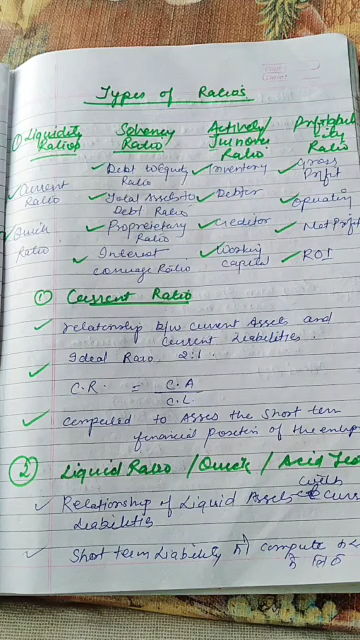 Types of Ratios
① Liquidity Ratios
Current Ratio
Quick Ratio
Solvency Ratio
Debt to Equity Ratio
Total Assets to Debt Ratio
Proprietary Ratio
Interest Coverage Ratio
Activity/ Turnover Ratio
Inventory
Debtor
Creditor
Working Capital
Profitability Ratio
Gross Profit
Operating
Net Profit
ROI
① Current Ratio
relationship b/w current Assets and
current Liabilities.
Ideal Ratio 2:1.
C.R. = C.A
C.L
computed to Asses the short term
financial position of the
② Liquid Ratio / Quick / Acid
Relationship of Liquid Assets with
Liabilities
Short term Liability को compute